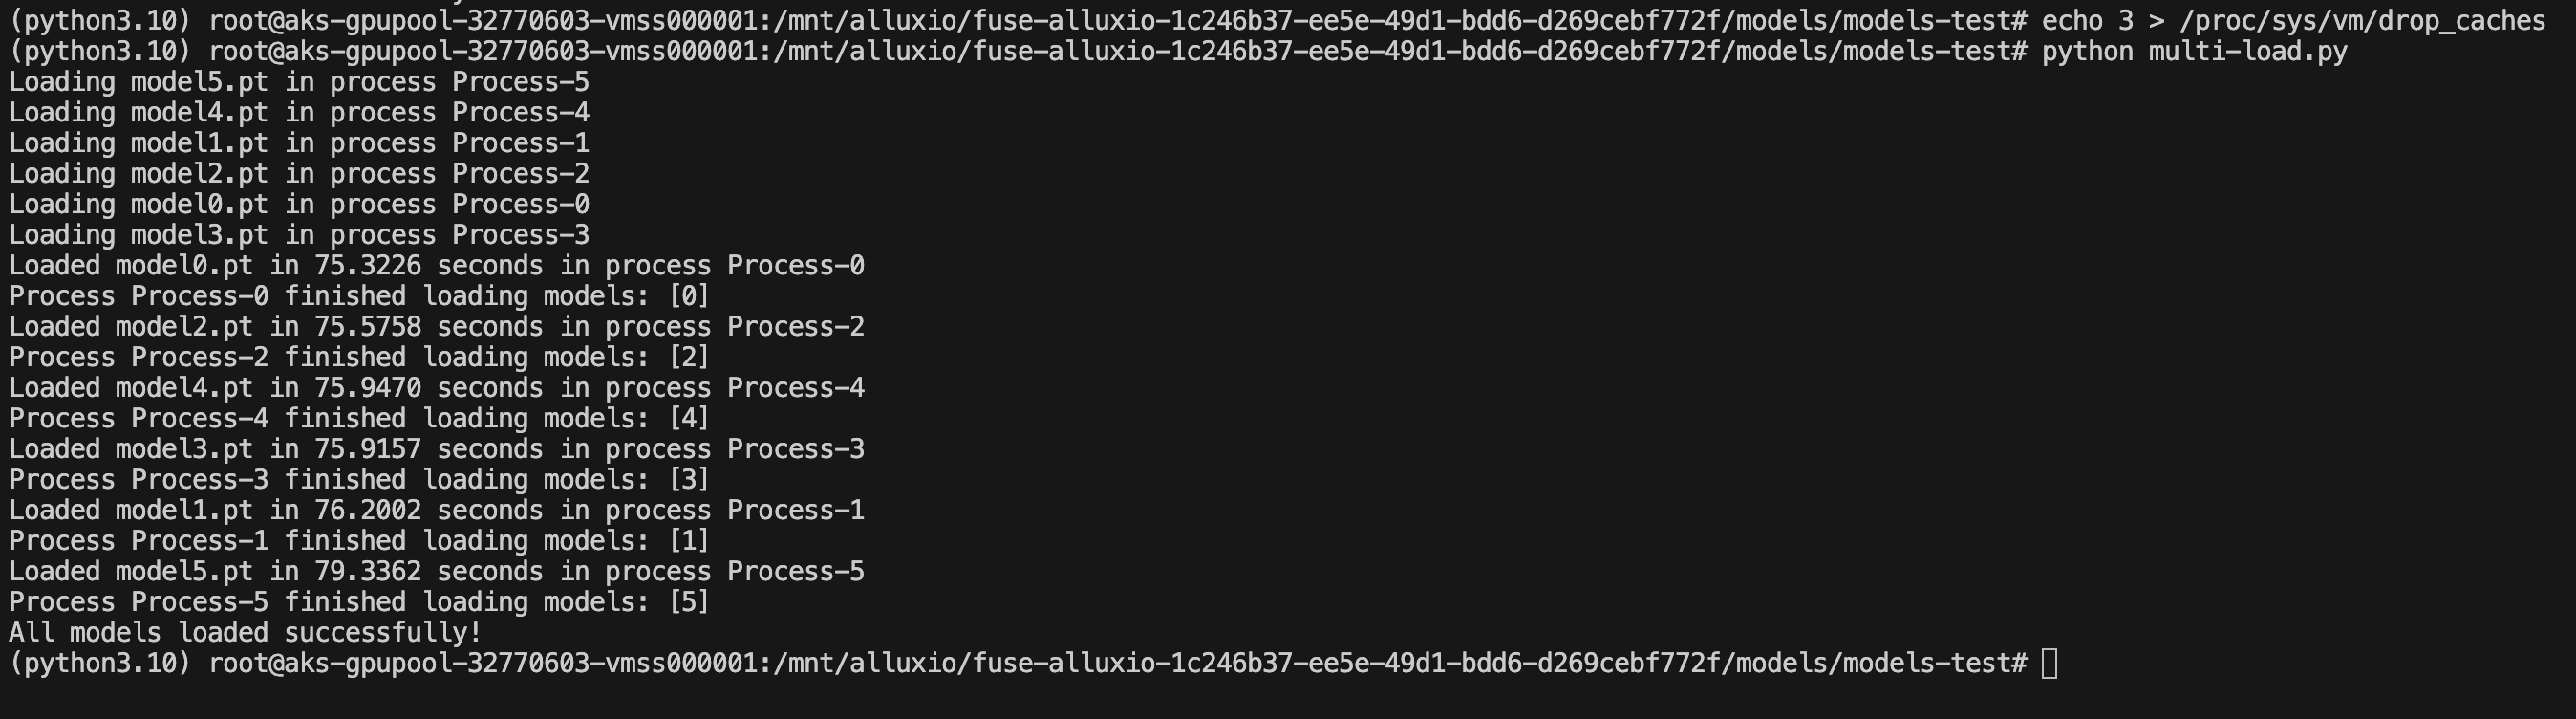 (python3.10) root@aks-gpupool-32770603-vmss000001:/mnt/alluxio/fuse-alluxio-1c246b37-ee5e-49d1-bdd6-d269cebf772f/models/models-test# echo 3 > /proc/sys/vm/drop_caches
(python3.10) root@aks-gpupool-32770603-vmss000001:/mnt/alluxio/fuse-alluxio-1c246b37-ee5e-49d1-bdd6-d269cebf772f/models/models-test# python multi-load.py
Loading model5.pt in process Process-5
Loading model4.pt in process Process-4
Loading model1.pt in process Process-1
Loading model2.pt in process Process-2
Loading model0.pt in process Process-0
Loading model3.pt in process Process-3
Loaded model0.pt in 75.3226 seconds in process Process-0
Process Process-0 finished loading models: [0]
Loaded model2.pt in 75.5758 seconds in process Process-2
Process Process-2 finished loading models: [2]
Loaded model4.pt in 75.9470 seconds in process Process-4
Process Process-4 finished loading models: [4]
Loaded model3.pt in 75.9157 seconds in process Process-3
Process Process-3 finished loading models: [3]
Loaded model1.pt in 76.2002 seconds in process Process-1
Process Process-1 finished loading models: [1]
Loaded model5.pt in 79.3362 seconds in process Process-5
Process Process-5 finished loading models: [5]
All models loaded successfully!
(python3.10) root@aks-gpupool-32770603-vmss000001:/mnt/alluxio/fuse-alluxio-1c246b37-ee5e-49d1-bdd6-d269cebf772f/models/models-test#